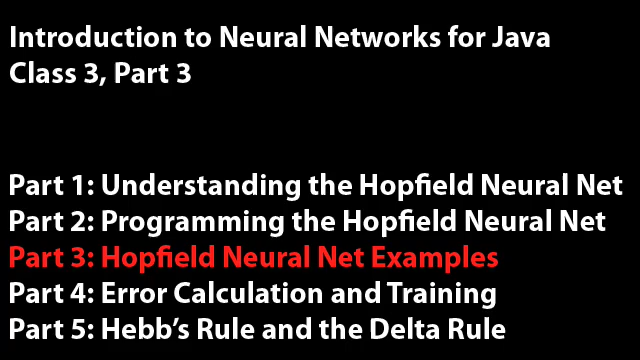 Introduction to Neural Networks for Java
Class 3, Part 3
Part 1: Understanding the Hopfield Neural Net
Part 2: Programming the Hopfield Neural Net
Part 3: Hopfield Neural Net Examples
Part 4: Error Calculation and Training
Part 5: Hebb’s Rule and the Delta Rule